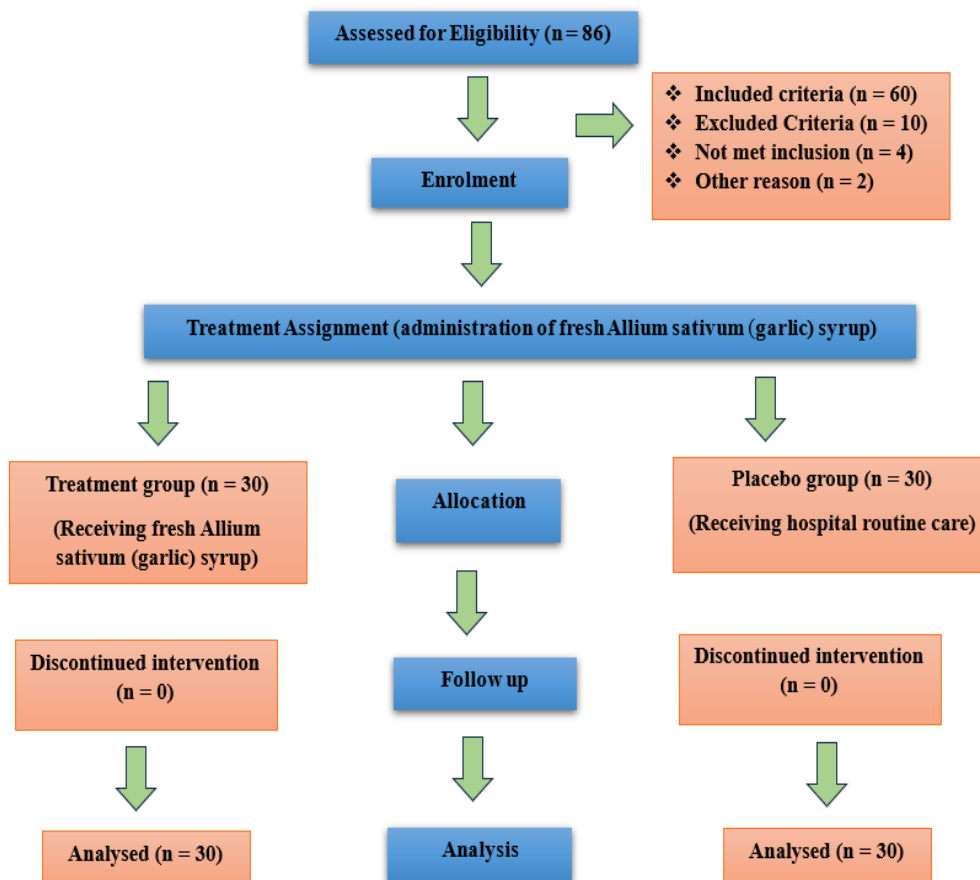 Assessed for Eligibility (n = 86)
❖ Included criteria (n = 60)
❖ Excluded Criteria (n = 10)
❖ Not met inclusion (n = 4)
❖ Other reason (n = 2)
Enrolment
Treatment Assignment (administration of fresh Allium sativum (garlic) syrup)
Treatment group (n = 30)
(Receiving fresh Allium
sativum (garlic) syrup)
Allocation
Placebo group (n = 30)
(Receiving hospital routine care)
Discontinued intervention
(n = 0)
Follow up
Discontinued intervention
(n = 0)
Analysed (n = 30)
Analysis
Analysed (n = 30)